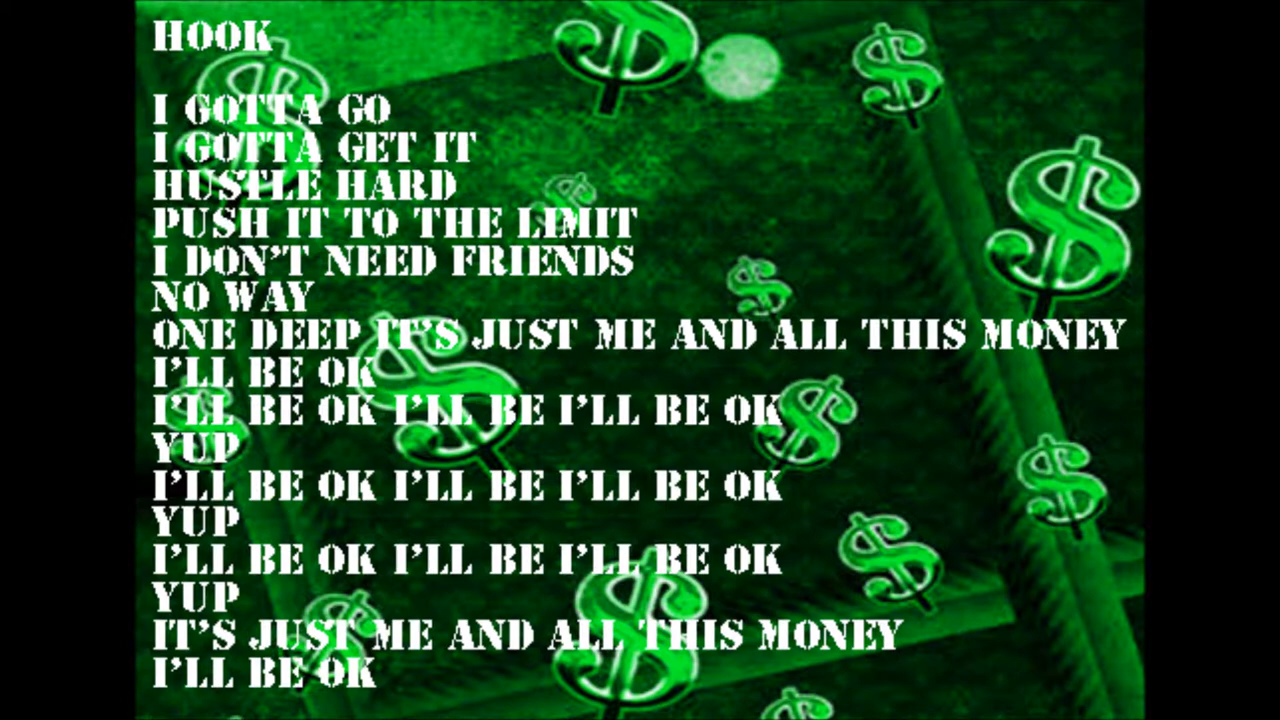 HOOK
I GOTTA GO
I GOTTA GET IT
HUSTLE HARD
PUSH IT TO THE LIMIT
I DON'T NEED FRIENDS
NO WAY
ONE DEEP IT'S JUST ME AND ALL THIS MONEY
I'LL BE OK
I'LL BE OK I'LL BE I'LL BE OK
YUP
I'LL BE OK I'LL BE I'LL BE OK
YUP
I'LL BE OK I'LL BE I'LL BE OK
YUP
IT'S JUST ME AND ALL THIS MONEY
I'LL BE OK